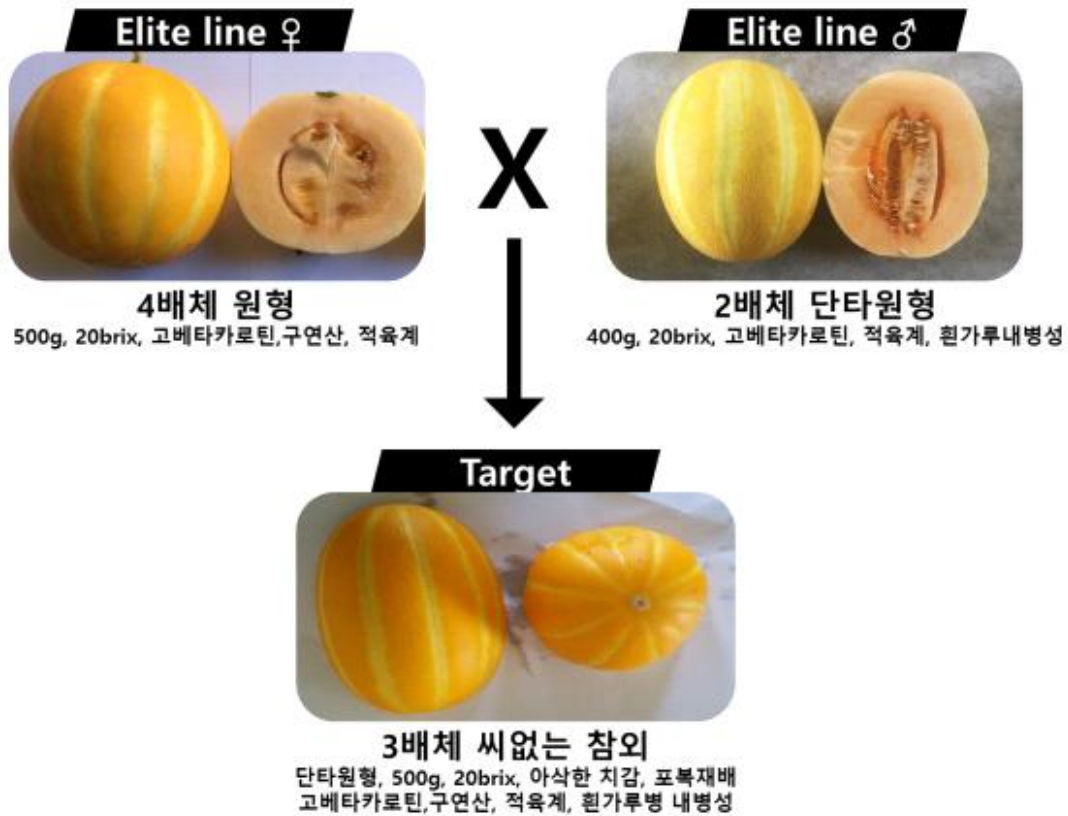 Elite line ♀
Elite line ♂
X
4배체 원형
500g, 20brix, 고베타카로틴,구연산, 적육계
2배체 단타원형
400g, 20brix, 고베타카로틴, 적육계, 흰가루내병성
Target
3배체 씨없는 참외
단타원형, 500g, 20brix, 아삭한 치감, 포복재배
고베타카로틴,구연산, 적육계, 흰가루병 내병성